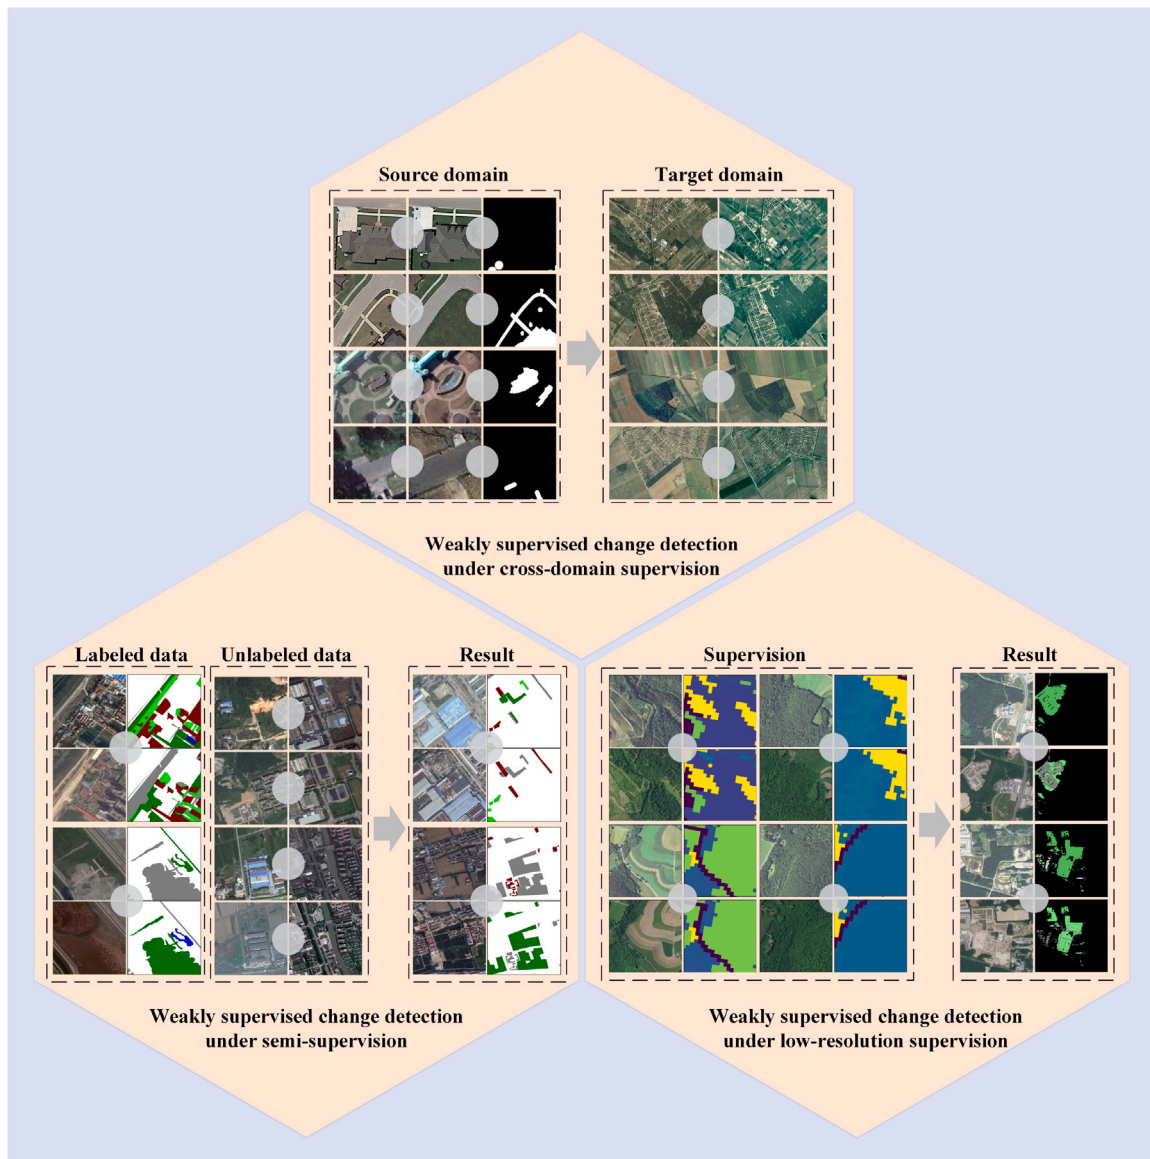 Source domain
Target domain
Weakly supervised change detection
under cross-domain supervision
Labeled data
Unlabeled data
Result
Weakly supervised change detection
under semi-supervision
Supervision
Result
Weakly supervised change detection
under low-resolution supervision